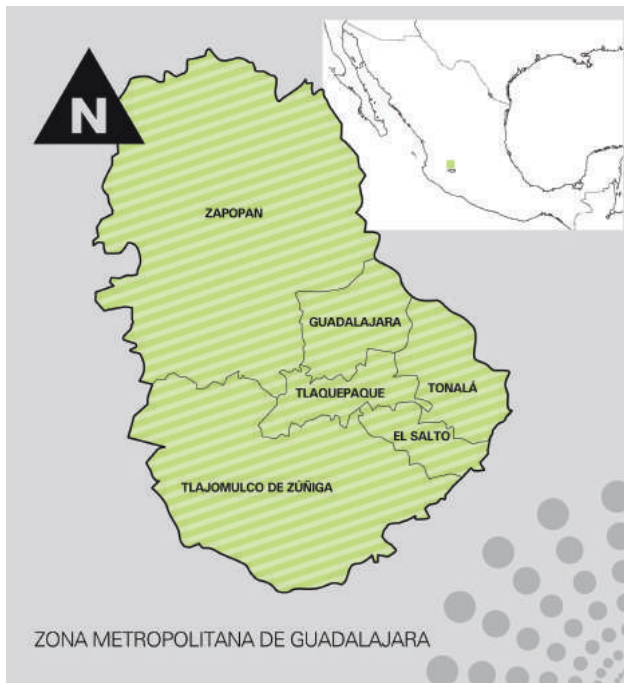 N
ZAPOPAN
GUADALAJARA
TLAQUEPAQUE
TONALÁ
EL SALTO
TLAJOMULCO DE ZÚÑIGA
ZONA METROPOLITANA DE GUADALAJARA